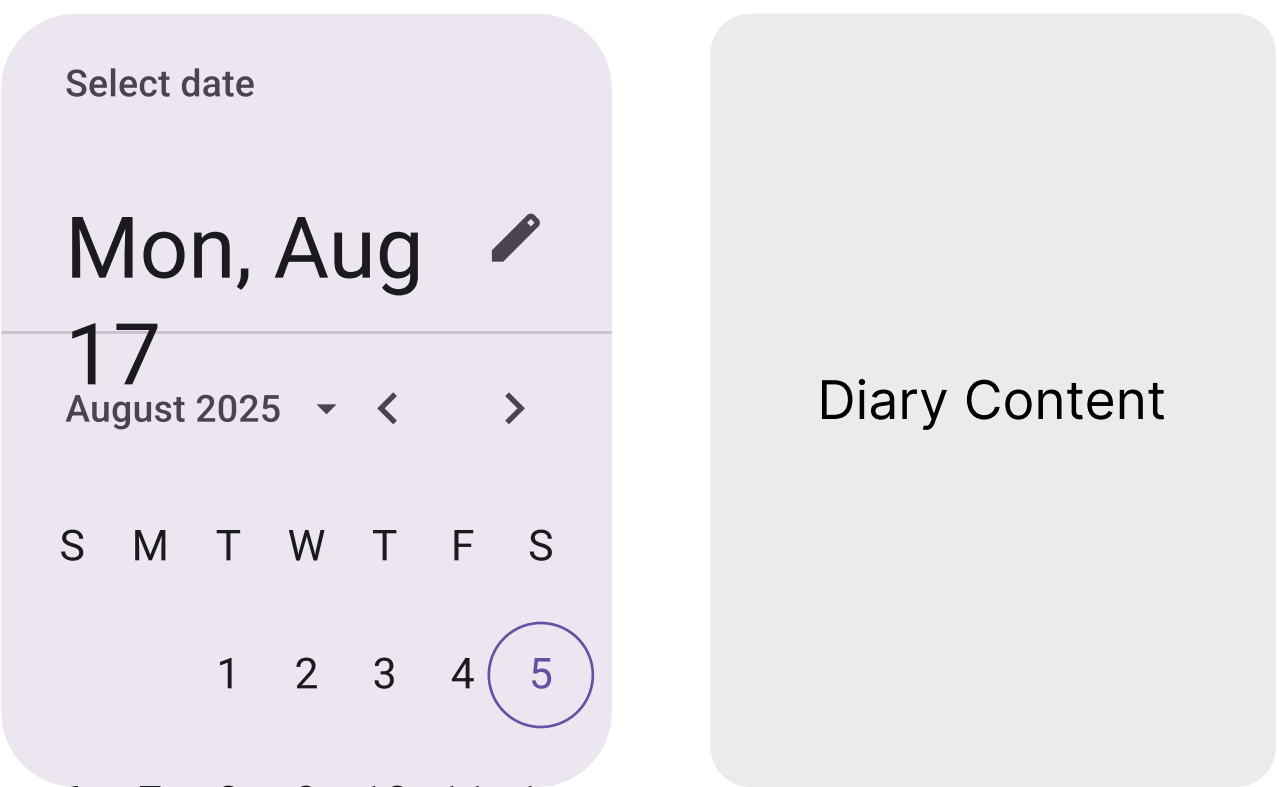 Select date
Mon, Aug
17
August 2025
S M T W T F S
1 2 3 4 5
Diary Content